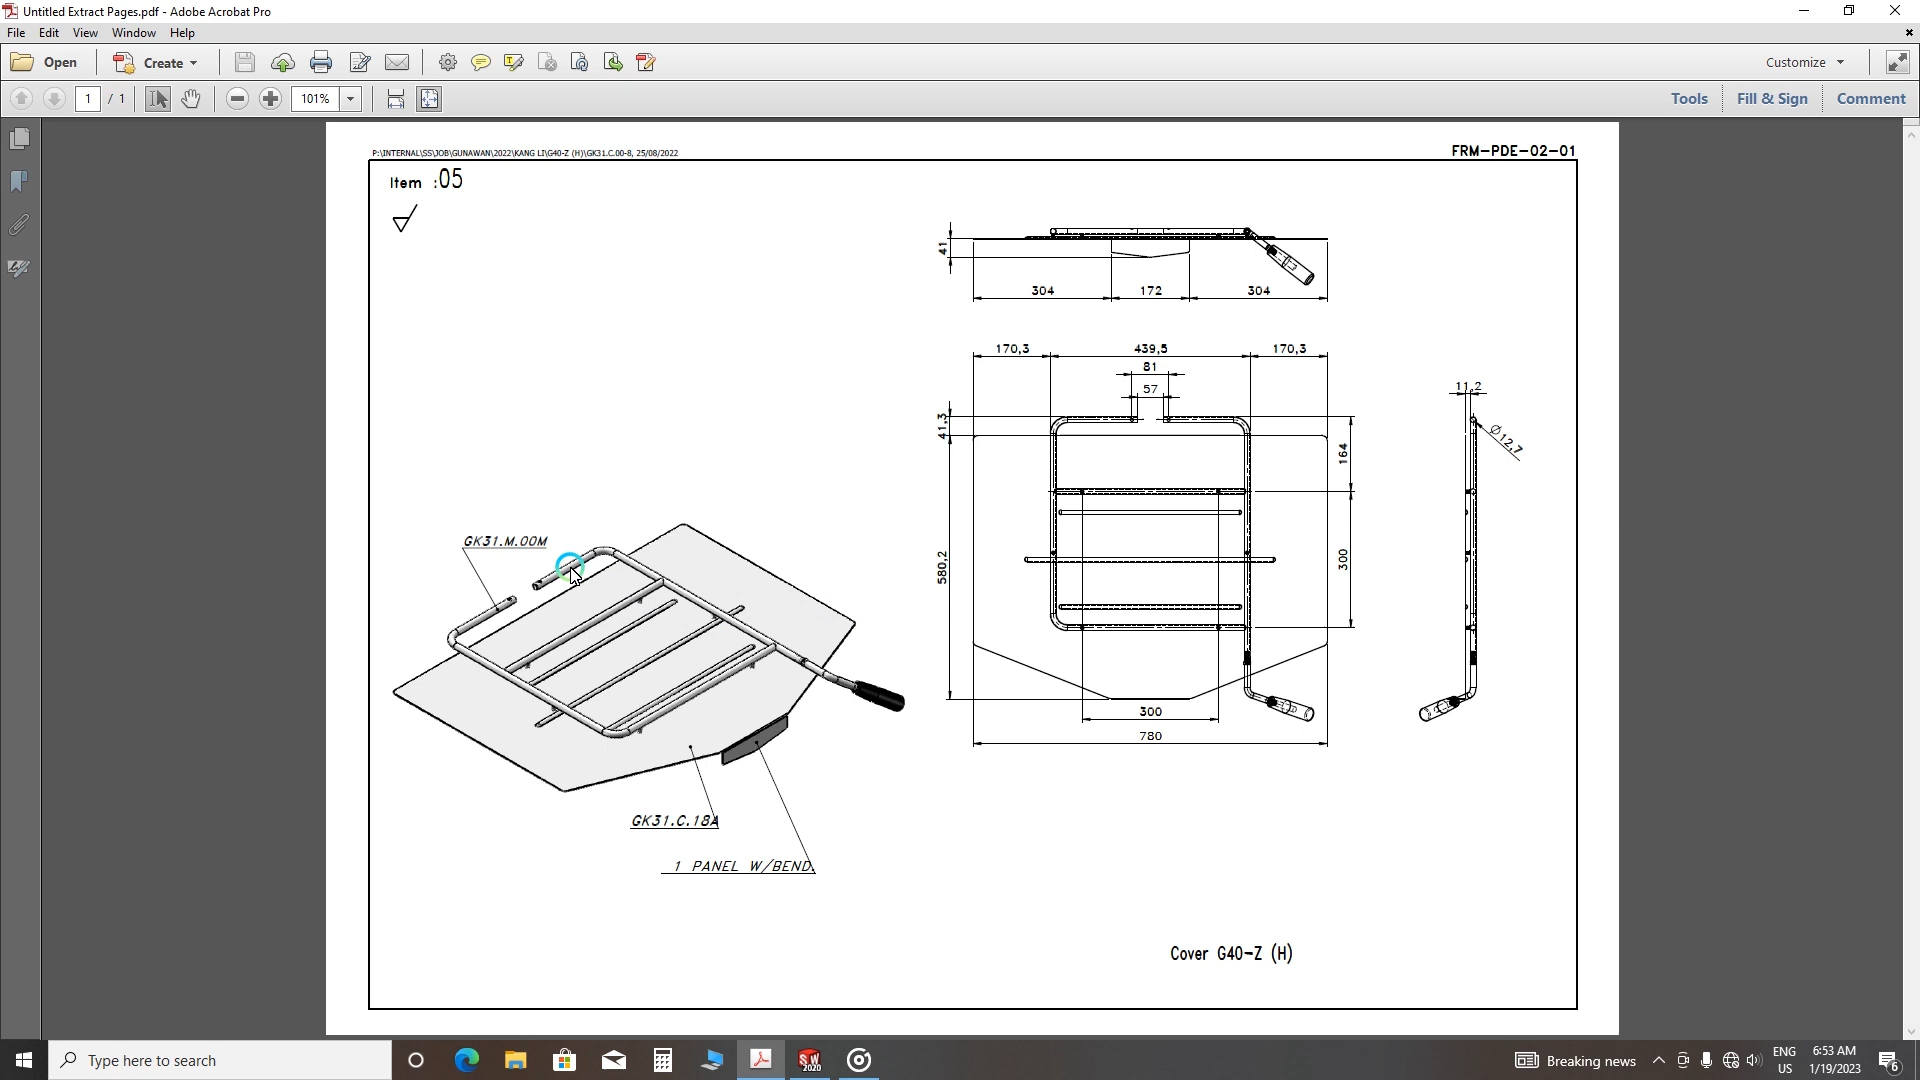 Untitled Extract Pages.pdf - Adobe Acrobat Pro
File Edit View Window Help
Open Create Customize
1 / 1 101% Tools Fill & Sign Comment
P:\INTERNAL\SS\JOB\GUNAWAN\2022\KANG LI\G40-Z (H)\GK31.C.00-8, 25/08/2022
FRM-PDE-02-01
Item :05
41
304 172 304
170,3 439,5 170,3
81
57
11,2
41,3
Ø12,7
164
580,2
300
300
780
GK31.M.00M
GK31.C.18A
1 PANEL W/BEND.
Cover G40-Z (H)
Type here to search
SW
2020
Breaking news
ENG
US
6:53 AM
1/19/2023
6